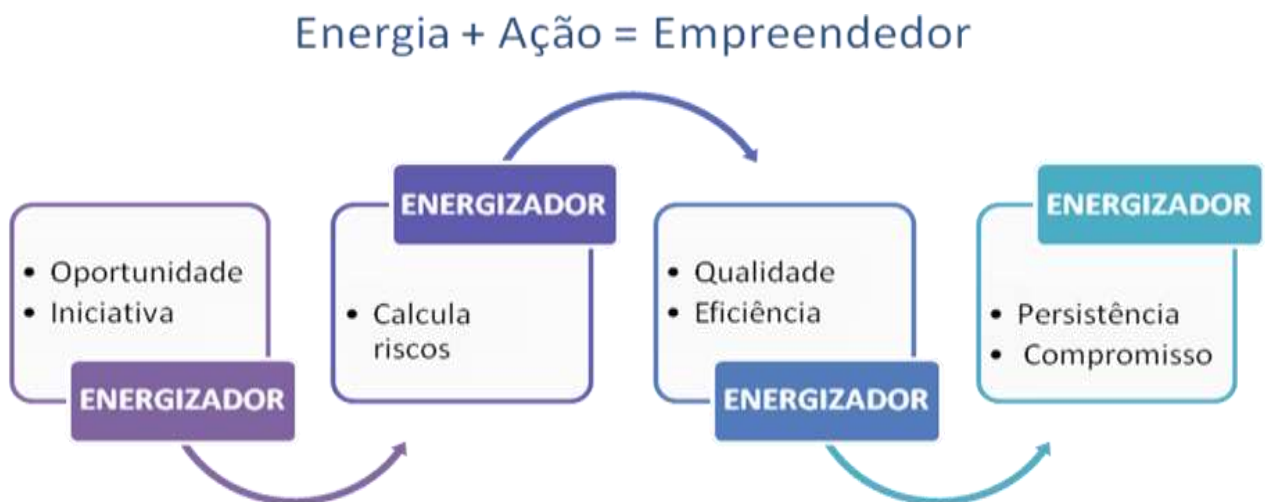 Energia + Ação = Empreendedor
• Oportunidade
• Iniciativa
ENERGIZADOR
ENERGIZADOR
• Calcula
riscos
• Qualidade
• Eficiência
ENERGIZADOR
ENERGIZADOR
• Persistência
• Compromisso